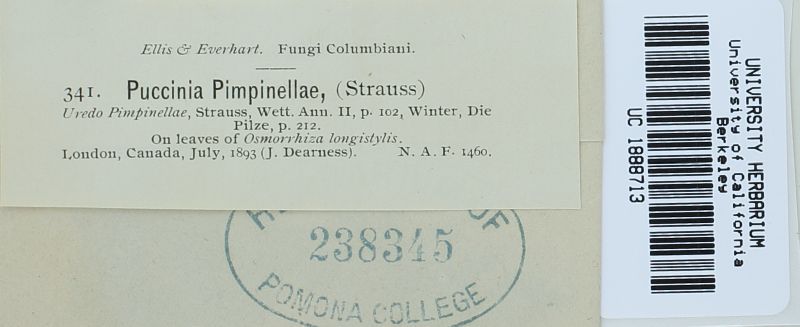 Ellis & Everhart. Fungi Columbiani.
341. Puccinia Pimpinellae, (Strauss)
Uredo Pimpinellae, Strauss, Wett. Ann. II, p. 102, Winter, Die
Pilze, p. 212.
On leaves of Osmorrhiza longistylis.
London, Canada, July, 1893 (J. Dearness). N. A. F. 1460.
OF
238345
POMONA COLLEGE
UNIVERSITY HERBARIUM
University of California
Berkeley
UC 1888713